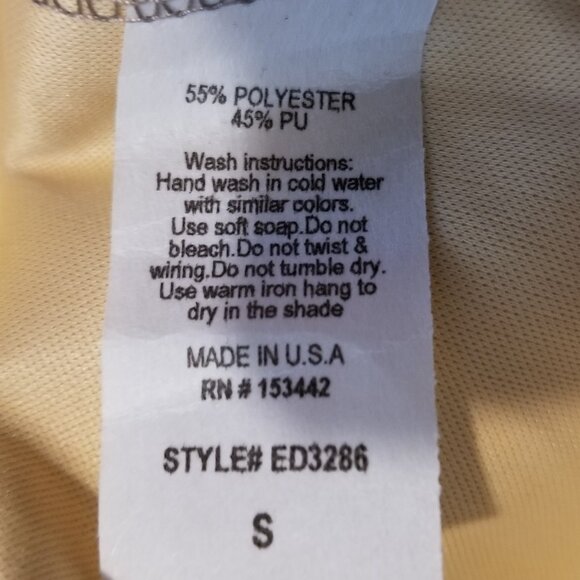 55% POLYESTER
45% PU
Wash instructions:
Hand wash in cold water
with similar colors.
Use soft soap.Do not
bleach.Do not twist &
wiring.Do not tumble dry.
Use warm iron hang to
dry in the shade
MADE IN U.S.A
RN # 153442
STYLE# ED3286
S